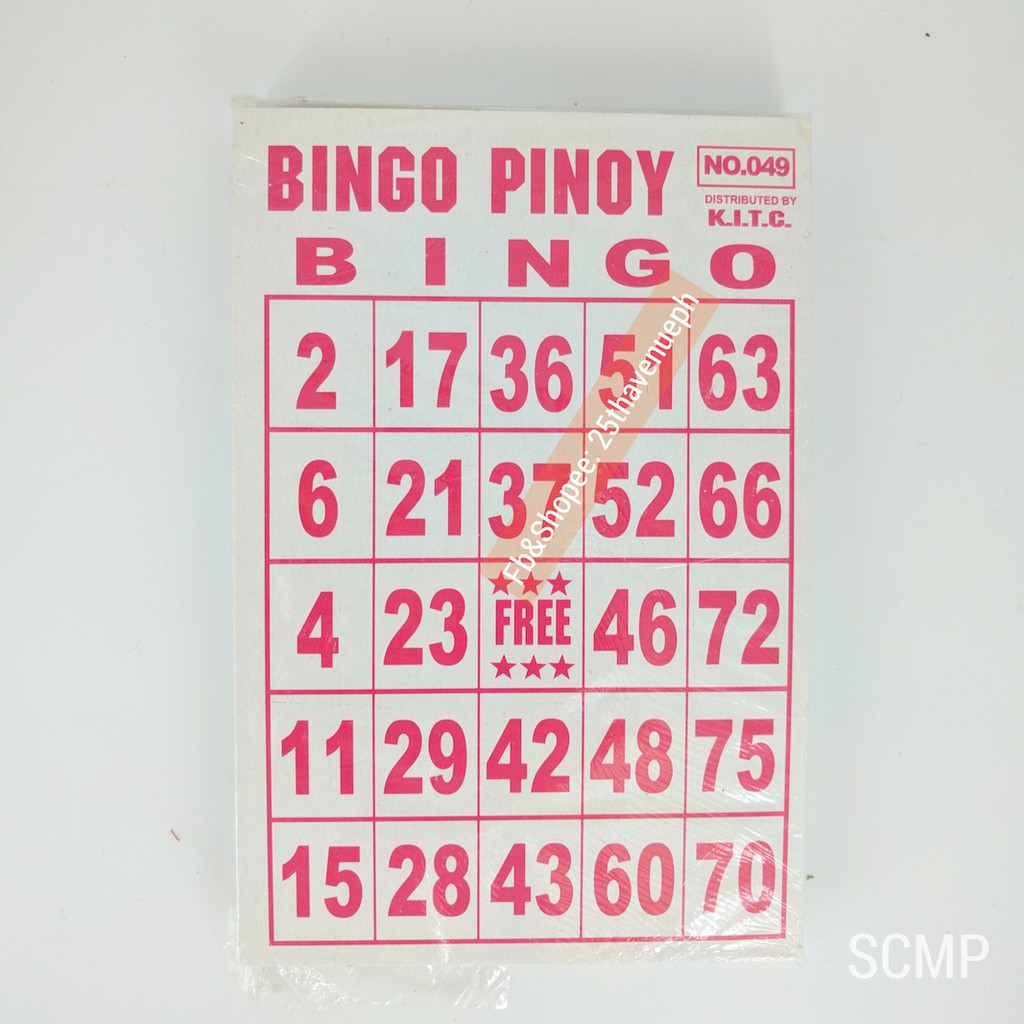 BINGO PINOY
NO.049
DISTRIBUTED BY
K.I.T.C.
B I N G O
2 17 36 51 63
6 21 37 52 66
4 23 FREE 46 72
11 29 42 48 75
15 28 43 60 70
Fb&Shopee: 25thavenueph
SCMP